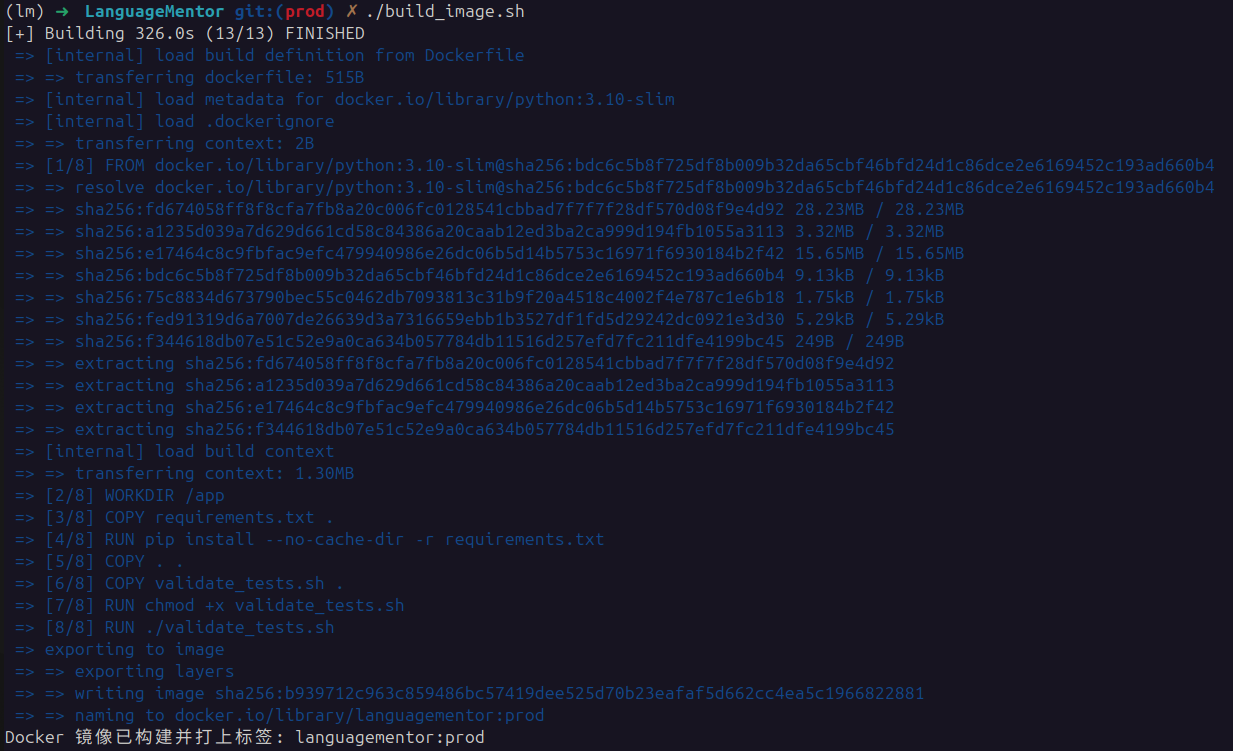 (lm) ➜ LanguageMentor git:(prod) ✗ ./build_image.sh
[+] Building 326.0s (13/13) FINISHED
=> [internal] load build definition from Dockerfile
=> => transferring dockerfile: 515B
=> [internal] load metadata for docker.io/library/python:3.10-slim
=> [internal] load .dockerignore
=> => transferring context: 2B
=> [1/8] FROM docker.io/library/python:3.10-slim@sha256:bdc6c5b8f725df8b009b32da65cbf46bfd24d1c86dce2e6169452c193ad660b4
=> => resolve docker.io/library/python:3.10-slim@sha256:bdc6c5b8f725df8b009b32da65cbf46bfd24d1c86dce2e6169452c193ad660b4
=> => sha256:fd674058ff8f8cfa7fb8a20c006fc0128541cbbad7f7f7f28df570d08f9e4d92 28.23MB / 28.23MB
=> => sha256:a1235d039a7d629d661cd58c84386a20caab12ed3ba2ca999d194fb1055a3113 3.32MB / 3.32MB
=> => sha256:e17464c8c9fbfac9efc479940986e26dc06b5d14b5753c16971f6930184b2f42 15.65MB / 15.65MB
=> => sha256:bdc6c5b8f725df8b009b32da65cbf46bfd24d1c86dce2e6169452c193ad660b4 9.13kB / 9.13kB
=> => sha256:75c8834d673790bec55c0462db7093813c31b9f20a4518c4002f4e787c1e6b18 1.75kB / 1.75kB
=> => sha256:fed91319d6a7007de26639d3a7316659ebb1b3527df1fd5d29242dc0921e3d30 5.29kB / 5.29kB
=> => sha256:f344618db07e51c52e9a0ca634b057784db11516d257efd7fc211dfe4199bc45 249B / 249B
=> => extracting sha256:fd674058ff8f8cfa7fb8a20c006fc0128541cbbad7f7f7f28df570d08f9e4d92
=> => extracting sha256:a1235d039a7d629d661cd58c84386a20caab12ed3ba2ca999d194fb1055a3113
=> => extracting sha256:e17464c8c9fbfac9efc479940986e26dc06b5d14b5753c16971f6930184b2f42
=> => extracting sha256:f344618db07e51c52e9a0ca634b057784db11516d257efd7fc211dfe4199bc45
=> [internal] load build context
=> => transferring context: 1.30MB
=> [2/8] WORKDIR /app
=> [3/8] COPY requirements.txt .
=> [4/8] RUN pip install --no-cache-dir -r requirements.txt
=> [5/8] COPY . .
=> [6/8] COPY validate_tests.sh .
=> [7/8] RUN chmod +x validate_tests.sh
=> [8/8] RUN ./validate_tests.sh
=> exporting to image
=> => exporting layers
=> => writing image sha256:b939712c963c859486bc57419dee525d70b23eafaf5d662cc4ea5c1966822881
=> => naming to docker.io/library/languagementor:prod
Docker 镜像已构建并打上标签: languagementor:prod